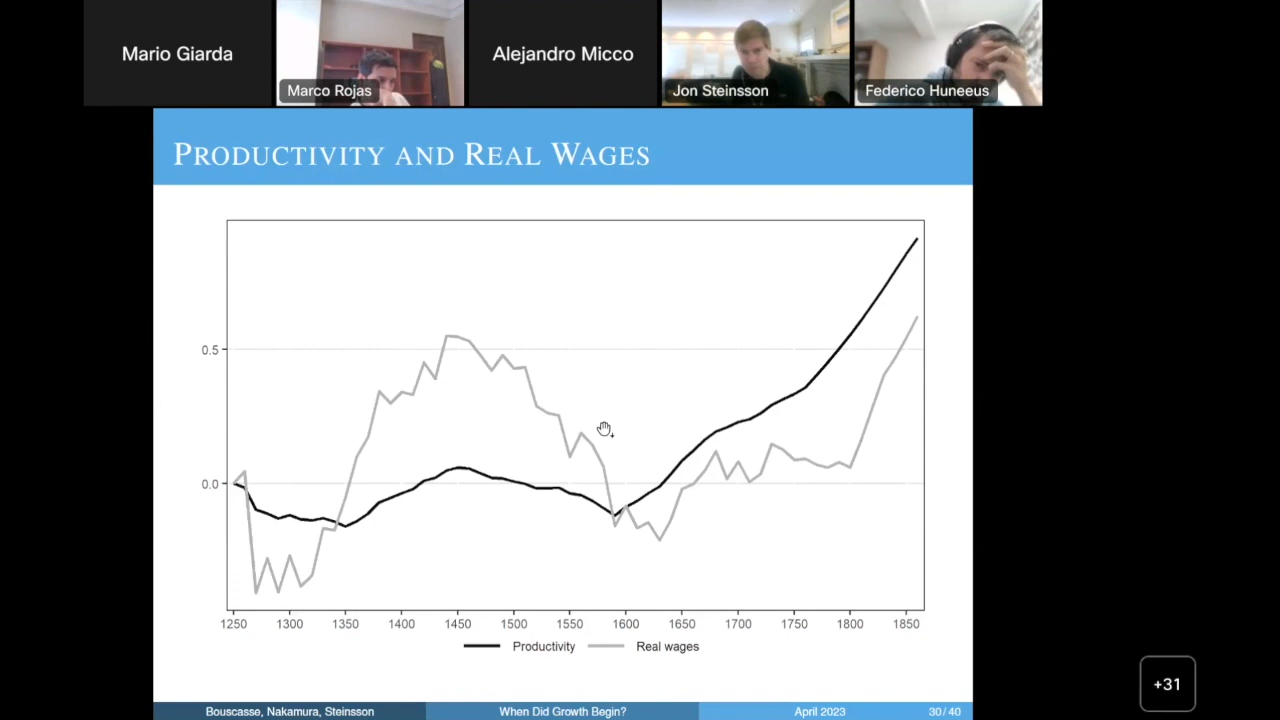 Mario Giarda
Marco Rojas
Alejandro Micco
Jon Steinsson
Federico Huneeus
PRODUCTIVITY AND REAL WAGES
0.5
0.0
1250 1300 1350 1400 1450 1500 1550 1600 1650 1700 1750 1800 1850
Productivity Real wages
+31
Bouscasse, Nakamura, Steinsson When Did Growth Begin? April 2023 30 / 40